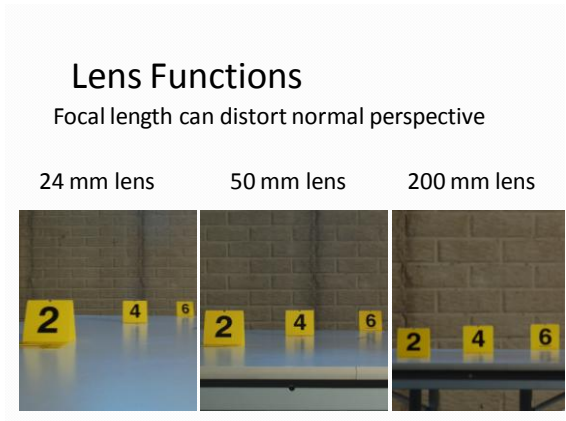 Lens Functions
Focal length can distort normal perspective
24 mm lens
50 mm lens
200 mm lens
2 4 6
2 4 6
2 4 6